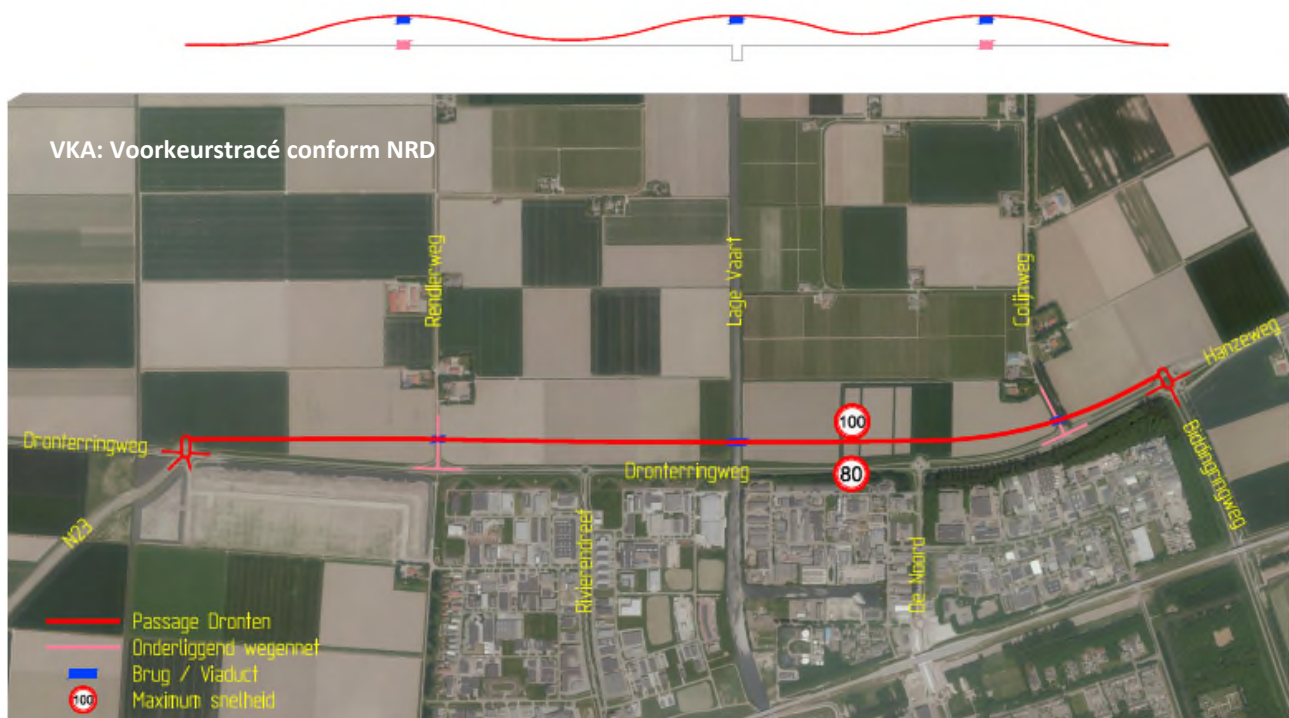 VKA: Voorkeurstracé conform NRD
Rendierweg
Lage Vaart
Colijnweg
Hanzeweg
100
Dronterringweg
Dronterringweg
80
Biddingringweg
N23
Rivierendreef
De Noord
Passage Dronten
Onderliggend wegennet
Brug / Viaduct
100 Maximum snelheid